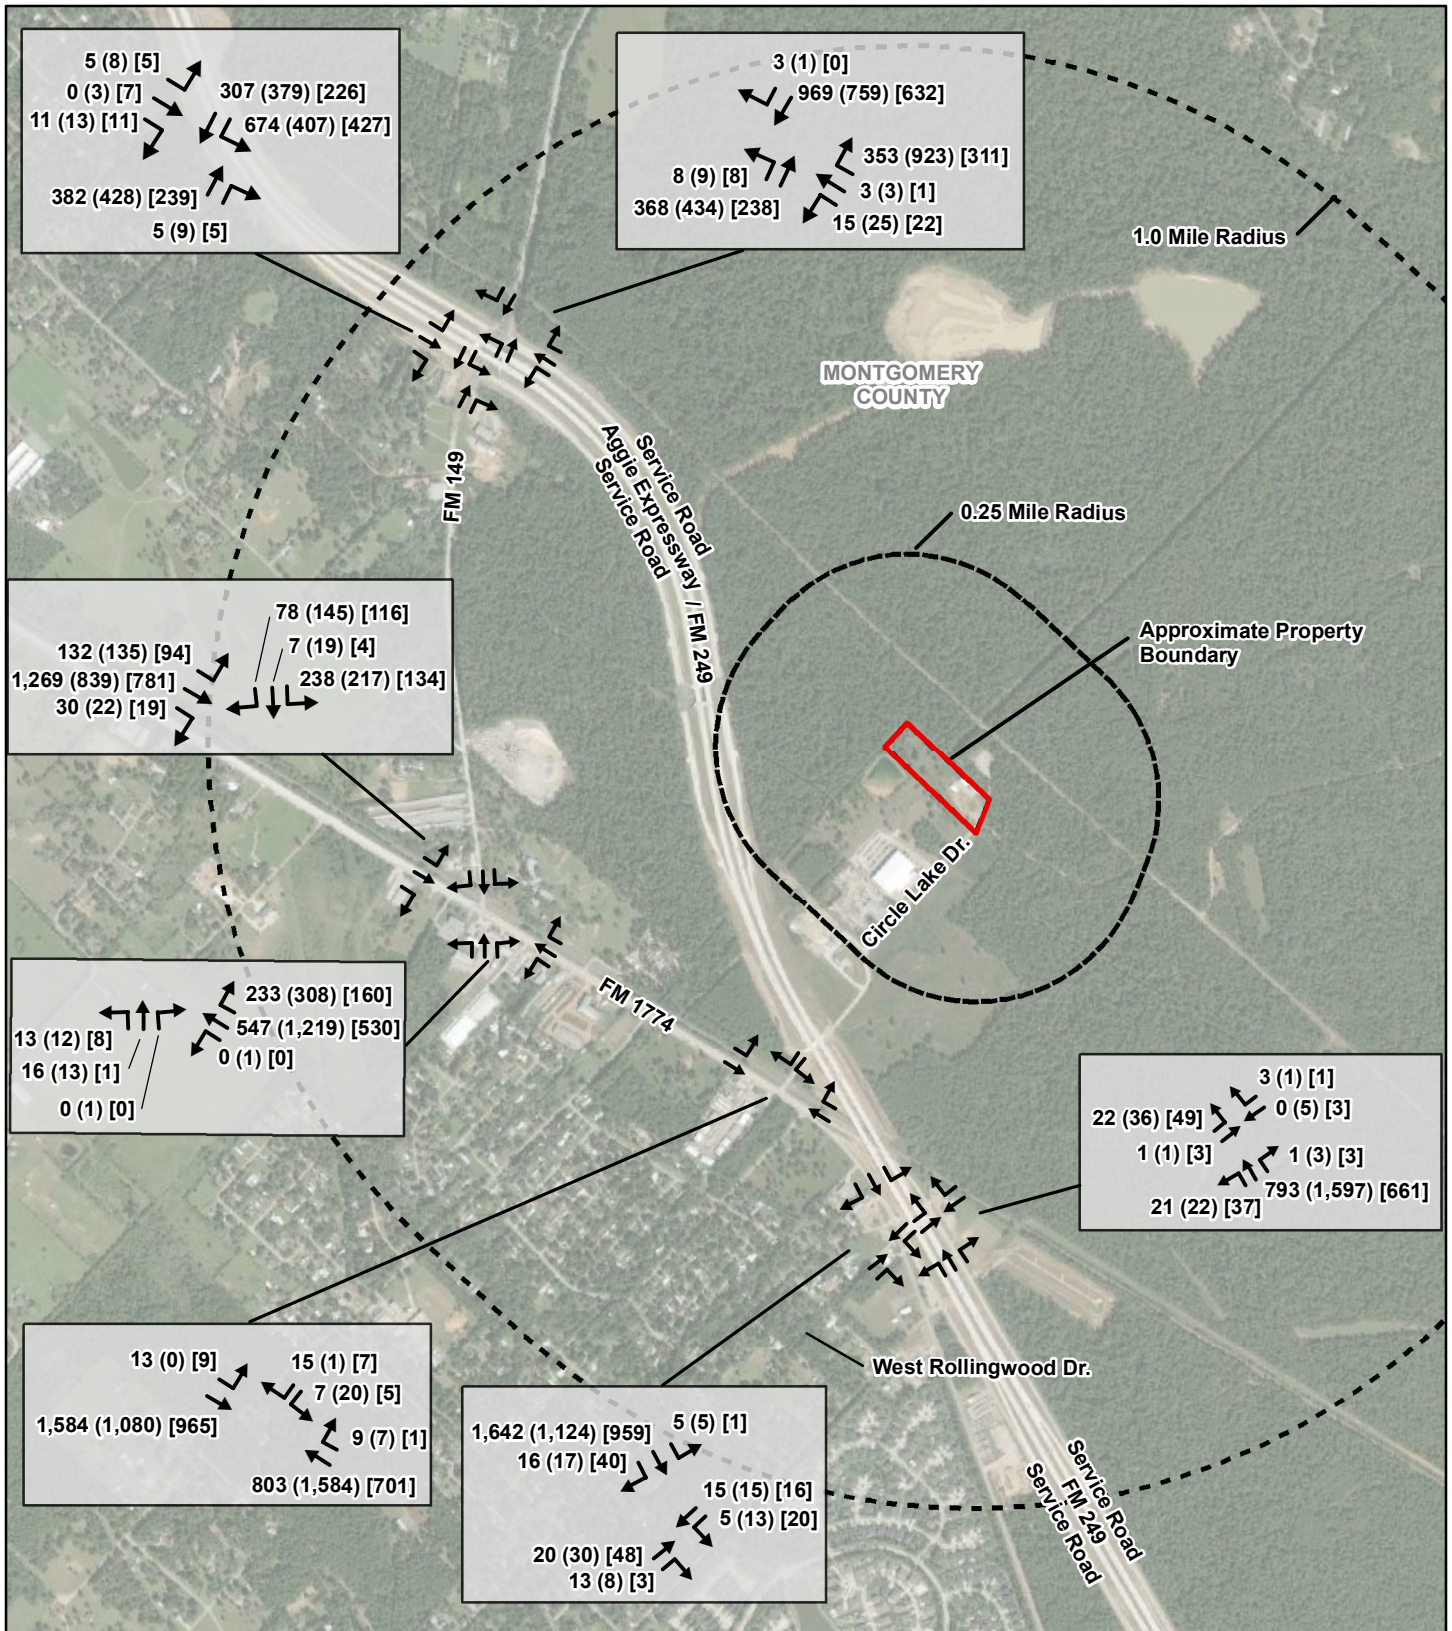 5 (8) [5]
0 (3) [7]
11 (13) [11]
307 (379) [226]
674 (407) [427]
382 (428) [239]
5 (9) [5]
3 (1) [0]
969 (759) [632]
353 (923) [311]
8 (9) [8]
3 (3) [1]
368 (434) [238]
15 (25) [22]
1.0 Mile Radius
MONTGOMERY
COUNTY
Service Road
Aggie Expressway / FM 249
Service Road
FM 149
0.25 Mile Radius
Approximate Property
Boundary
78 (145) [116]
7 (19) [4]
132 (135) [94]
238 (217) [134]
1,269 (839) [781]
30 (22) [19]
Circle Lake Dr.
FM 1774
233 (308) [160]
547 (1,219) [530]
0 (1) [0]
13 (12) [8]
16 (13) [1]
0 (1) [0]
3 (1) [1]
0 (5) [3]
22 (36) [49]
1 (1) [3]
1 (3) [3]
793 (1,597) [661]
21 (22) [37]
13 (0) [9]
15 (1) [7]
7 (20) [5]
1,584 (1,080) [965]
9 (7) [1]
803 (1,584) [701]
West Rollingwood Dr.
5 (5) [1]
1,642 (1,124) [959]
16 (17) [40]
15 (15) [16]
5 (13) [20]
20 (30) [48]
13 (8) [3]
Service Road
FM 249
Service Road